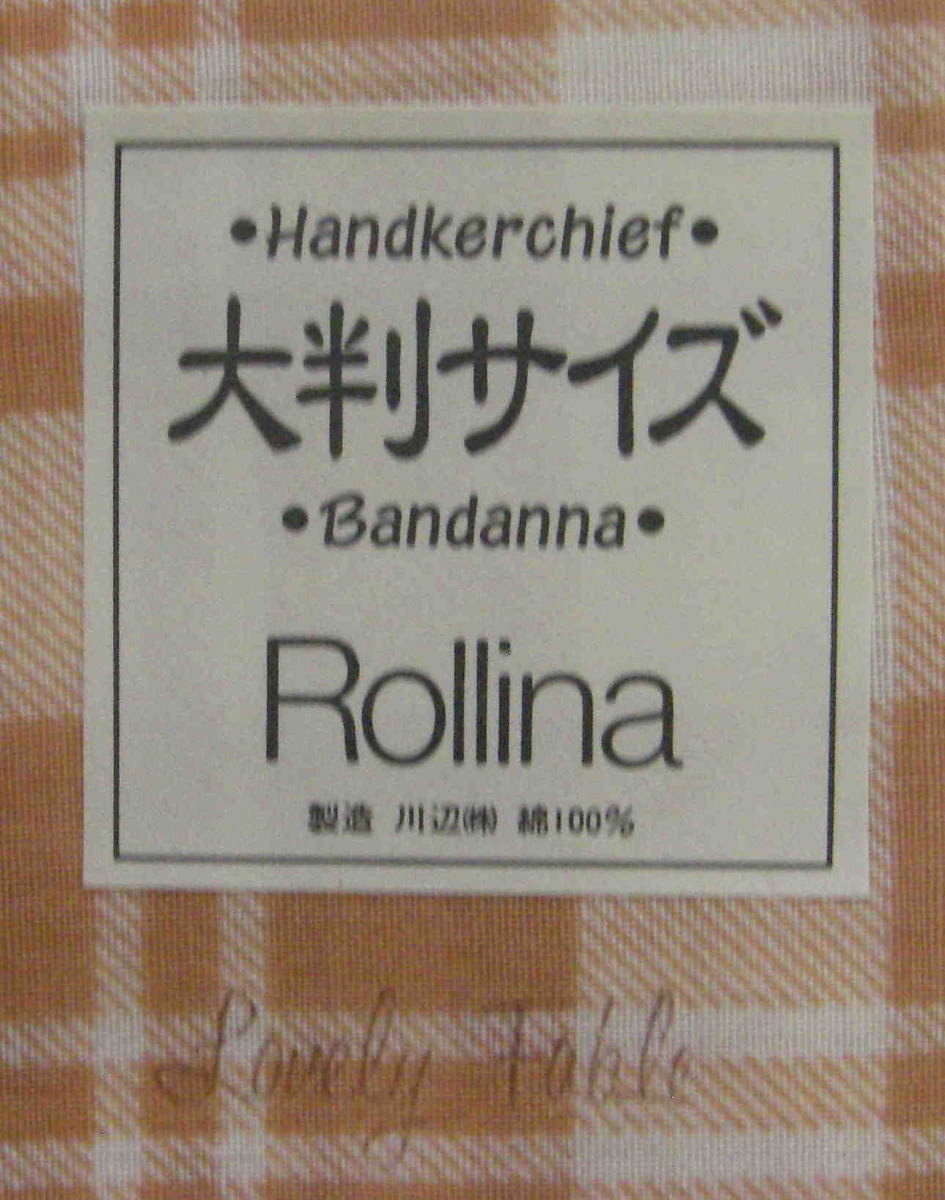 •Handkerchief•
大判サイズ
•Bandanna•
Rollina
製造 川辺㈱ 綿100%
Lovely Table